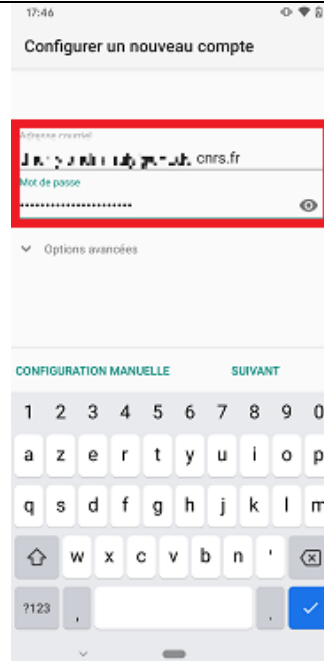 17:46
Configurer un nouveau compte
Adresse courriel
cnrs.fr
Mot de passe
Options avancées
CONFIGURATION MANUELLE SUIVANT
1 2 3 4 5 6 7 8 9 0
a z e r t y u i o p
q s d f g h j k l m
w x c v b n '
?123 , .